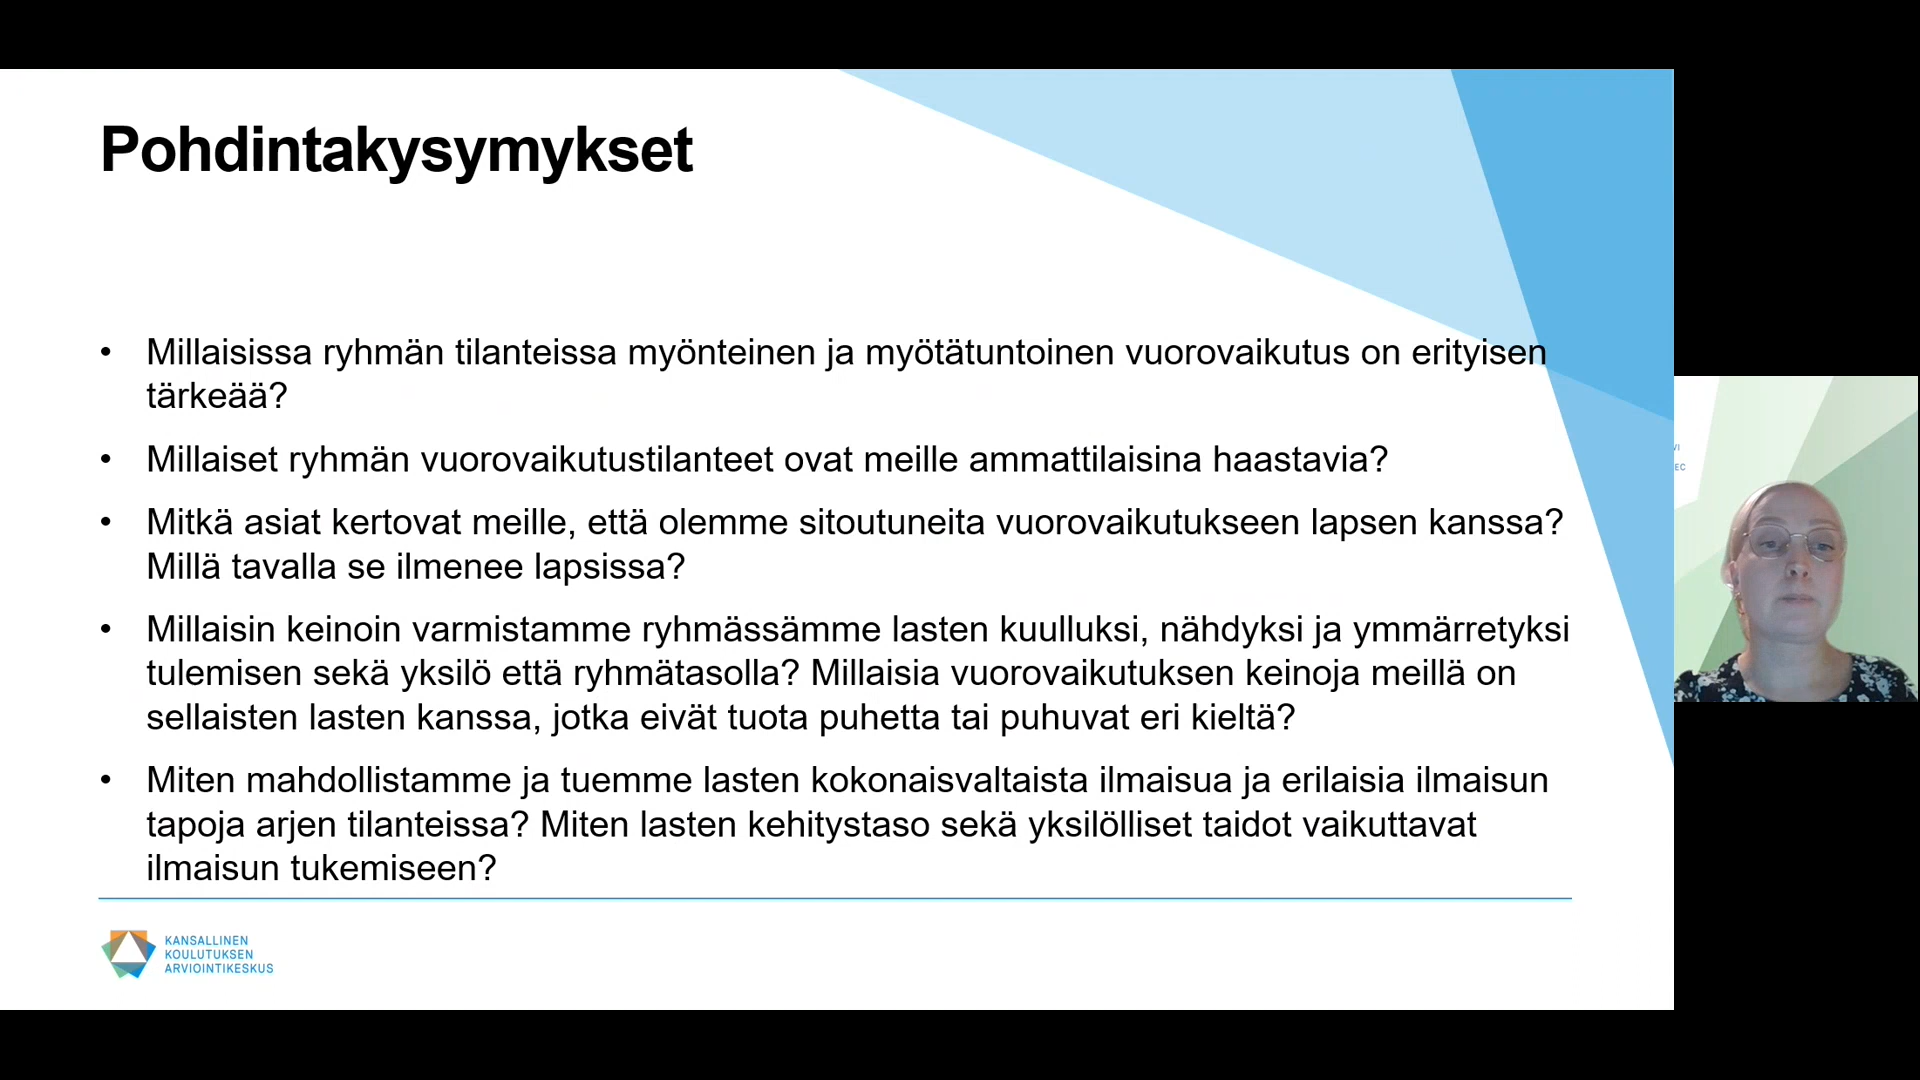 Pohdintakysymykset
• Millaisissa ryhmän tilanteissa myönteinen ja myötätuntoinen vuorovaikutus on erityisen
tärkeää?
• Millaiset ryhmän vuorovaikutustilanteet ovat meille ammattilaisina haastavia?
• Mitkä asiat kertovat meille, että olemme sitoutuneita vuorovaikutukseen lapsen kanssa?
Millä tavalla se ilmenee lapsissa?
• Millaisin keinoin varmistamme ryhmässämme lasten kuulluksi, nähdyksi ja ymmärretyksi
tulemisen sekä yksilö että ryhmätasolla? Millaisia vuorovaikutuksen keinoja meillä on
sellaisten lasten kanssa, jotka eivät tuota puhetta tai puhuvat eri kieltä?
• Miten mahdollistamme ja tuemme lasten kokonaisvaltaista ilmaisua ja erilaisia ilmaisun
tapoja arjen tilanteissa? Miten lasten kehitystaso sekä yksilölliset taidot vaikuttavat
ilmaisun tukemiseen?
KANSALLINEN
KOULUTUKSEN
ARVIOINTIKESKUS